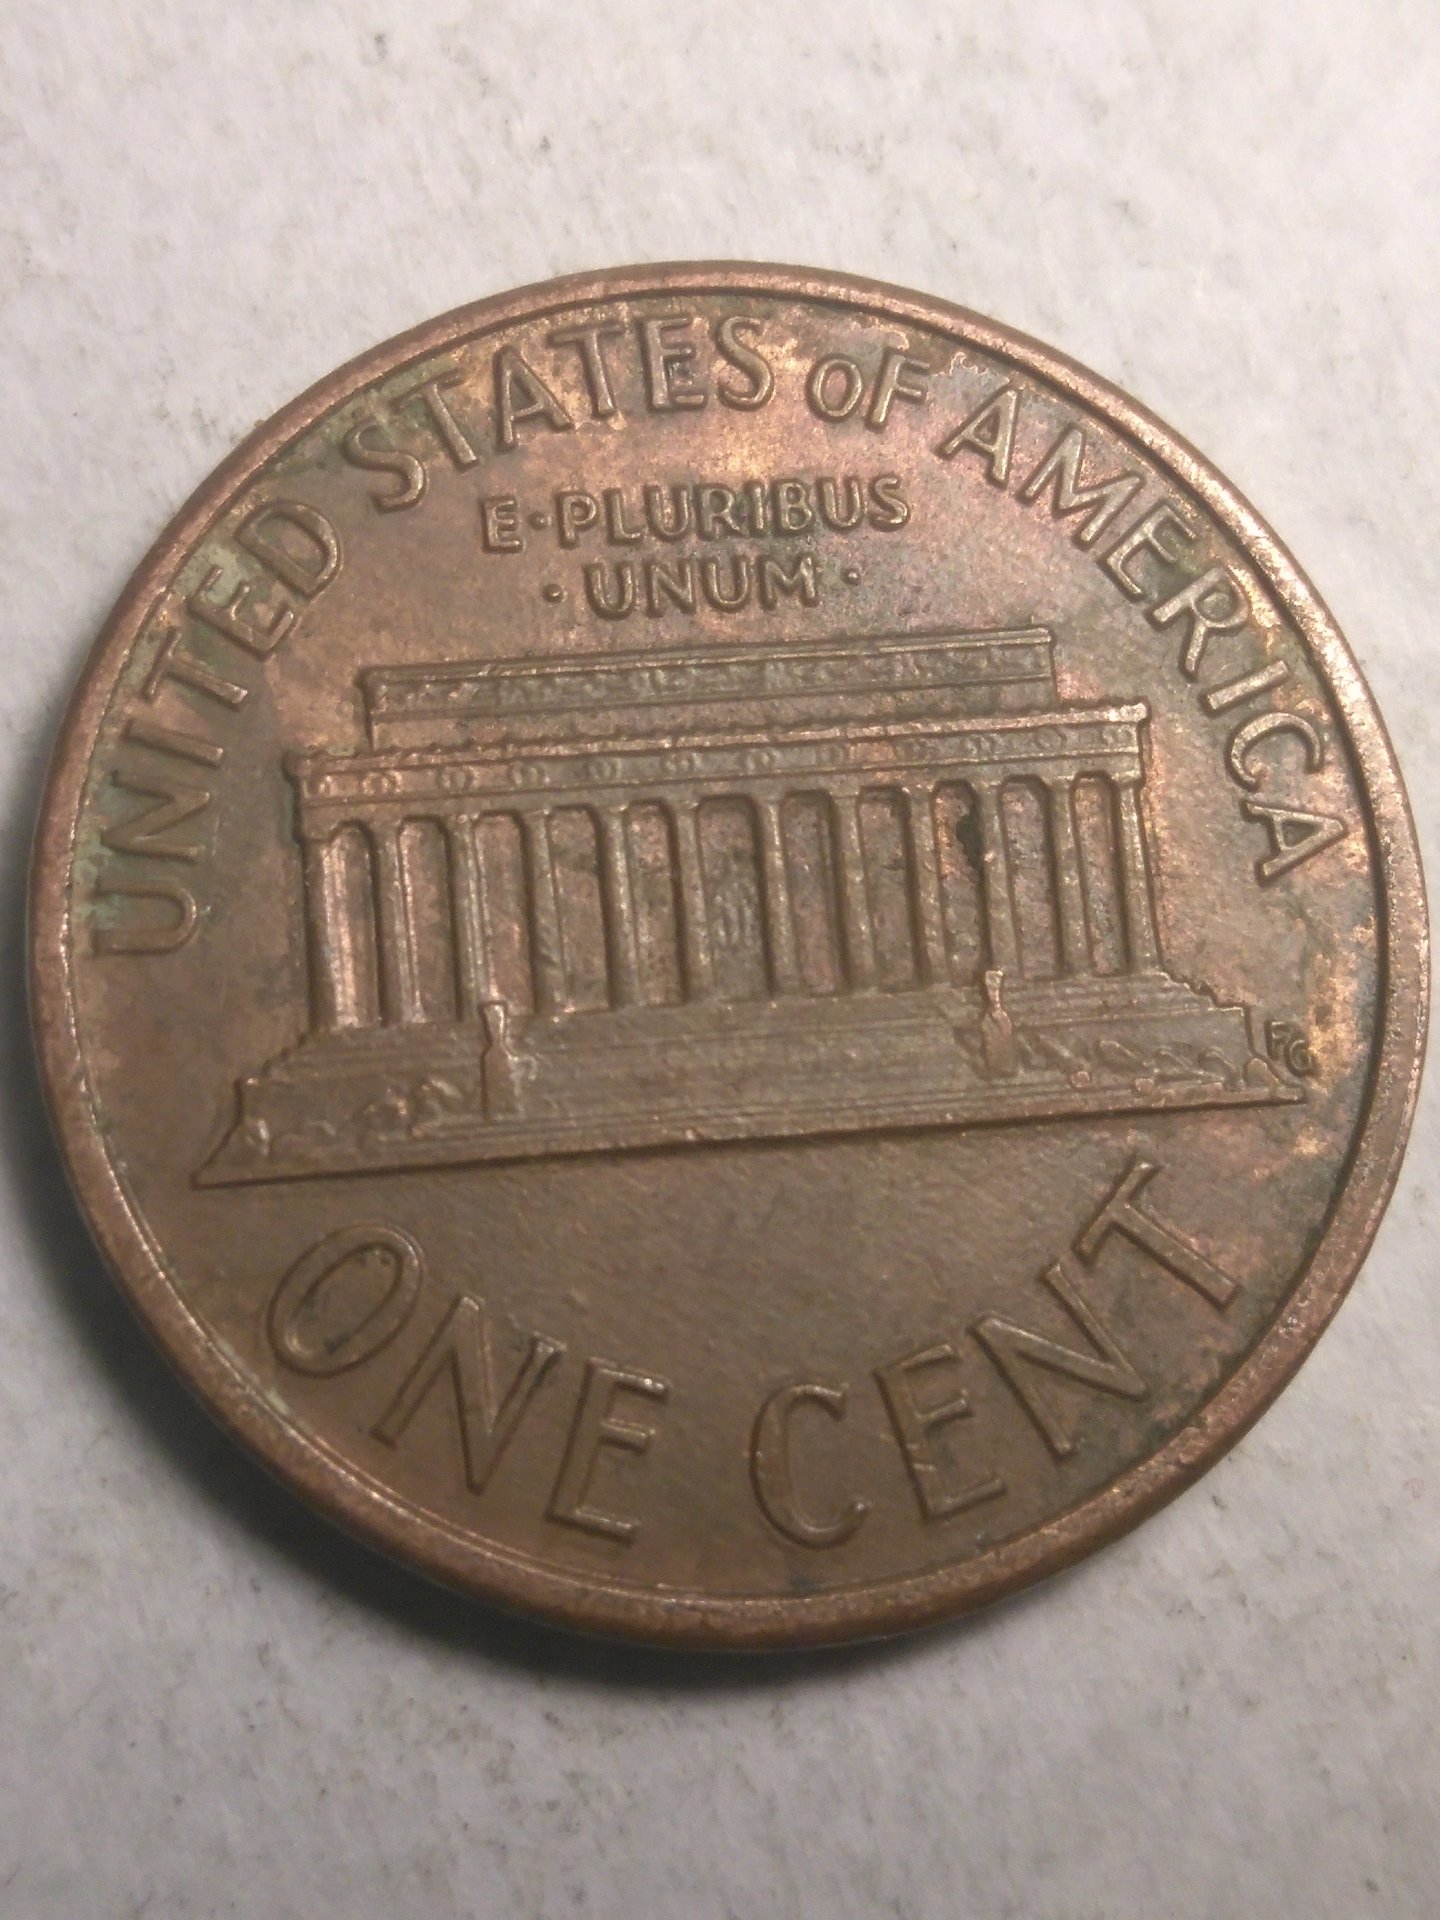 UNITED STATES OF AMERICA
E·PLURIBUS
·UNUM·
FG
ONE CENT